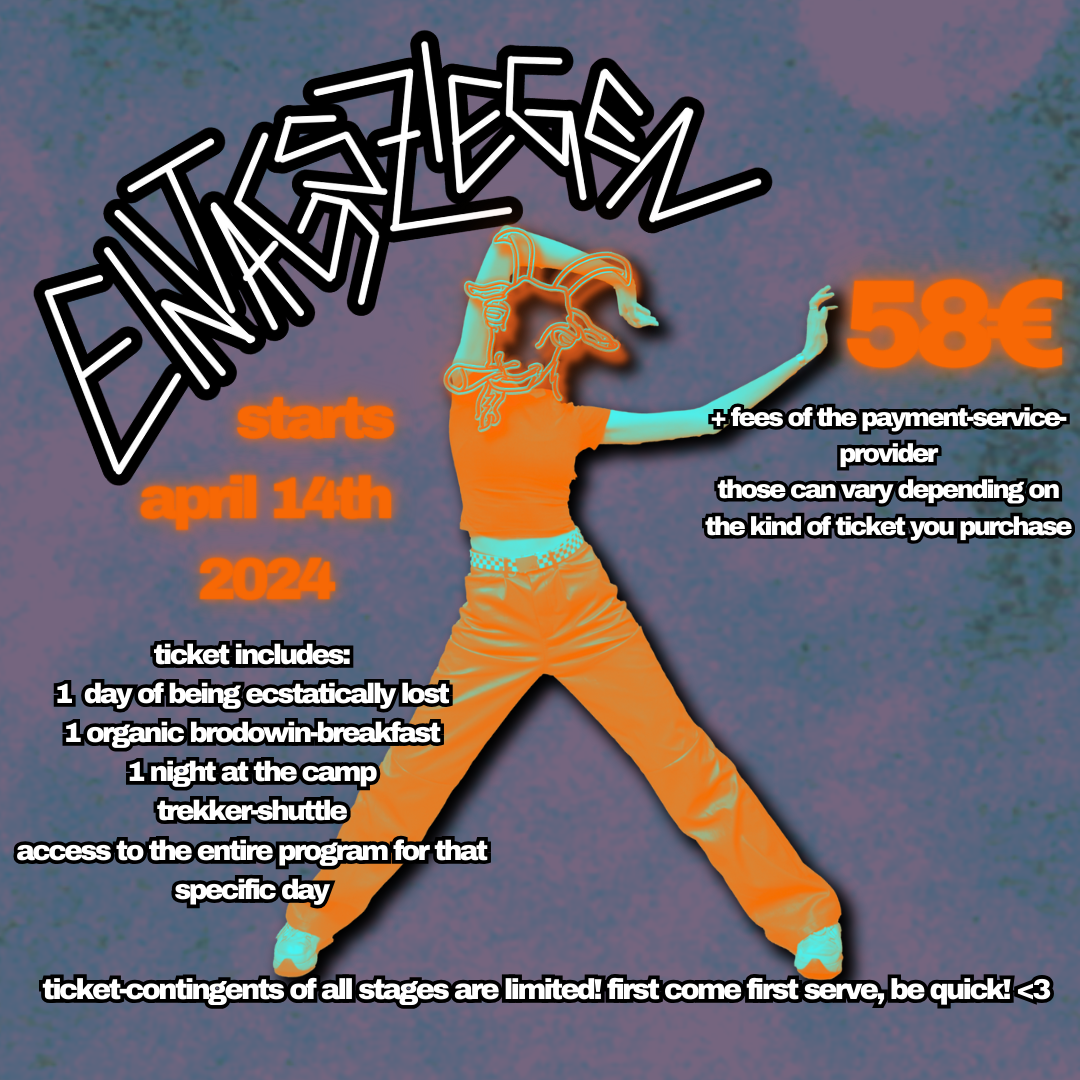 EINTAGSZIEGEN
58€
+ fees of the payment-service-
provider
those can vary depending on
the kind of ticket you purchase
starts
april 14th
2024
ticket includes:
1  day of being ecstatically lost
1 organic brodowin-breakfast
1 night at the camp
trekker-shuttle
access to the entire program for that
specific day
ticket-contingents of all stages are limited! first come first serve, be quick! <3